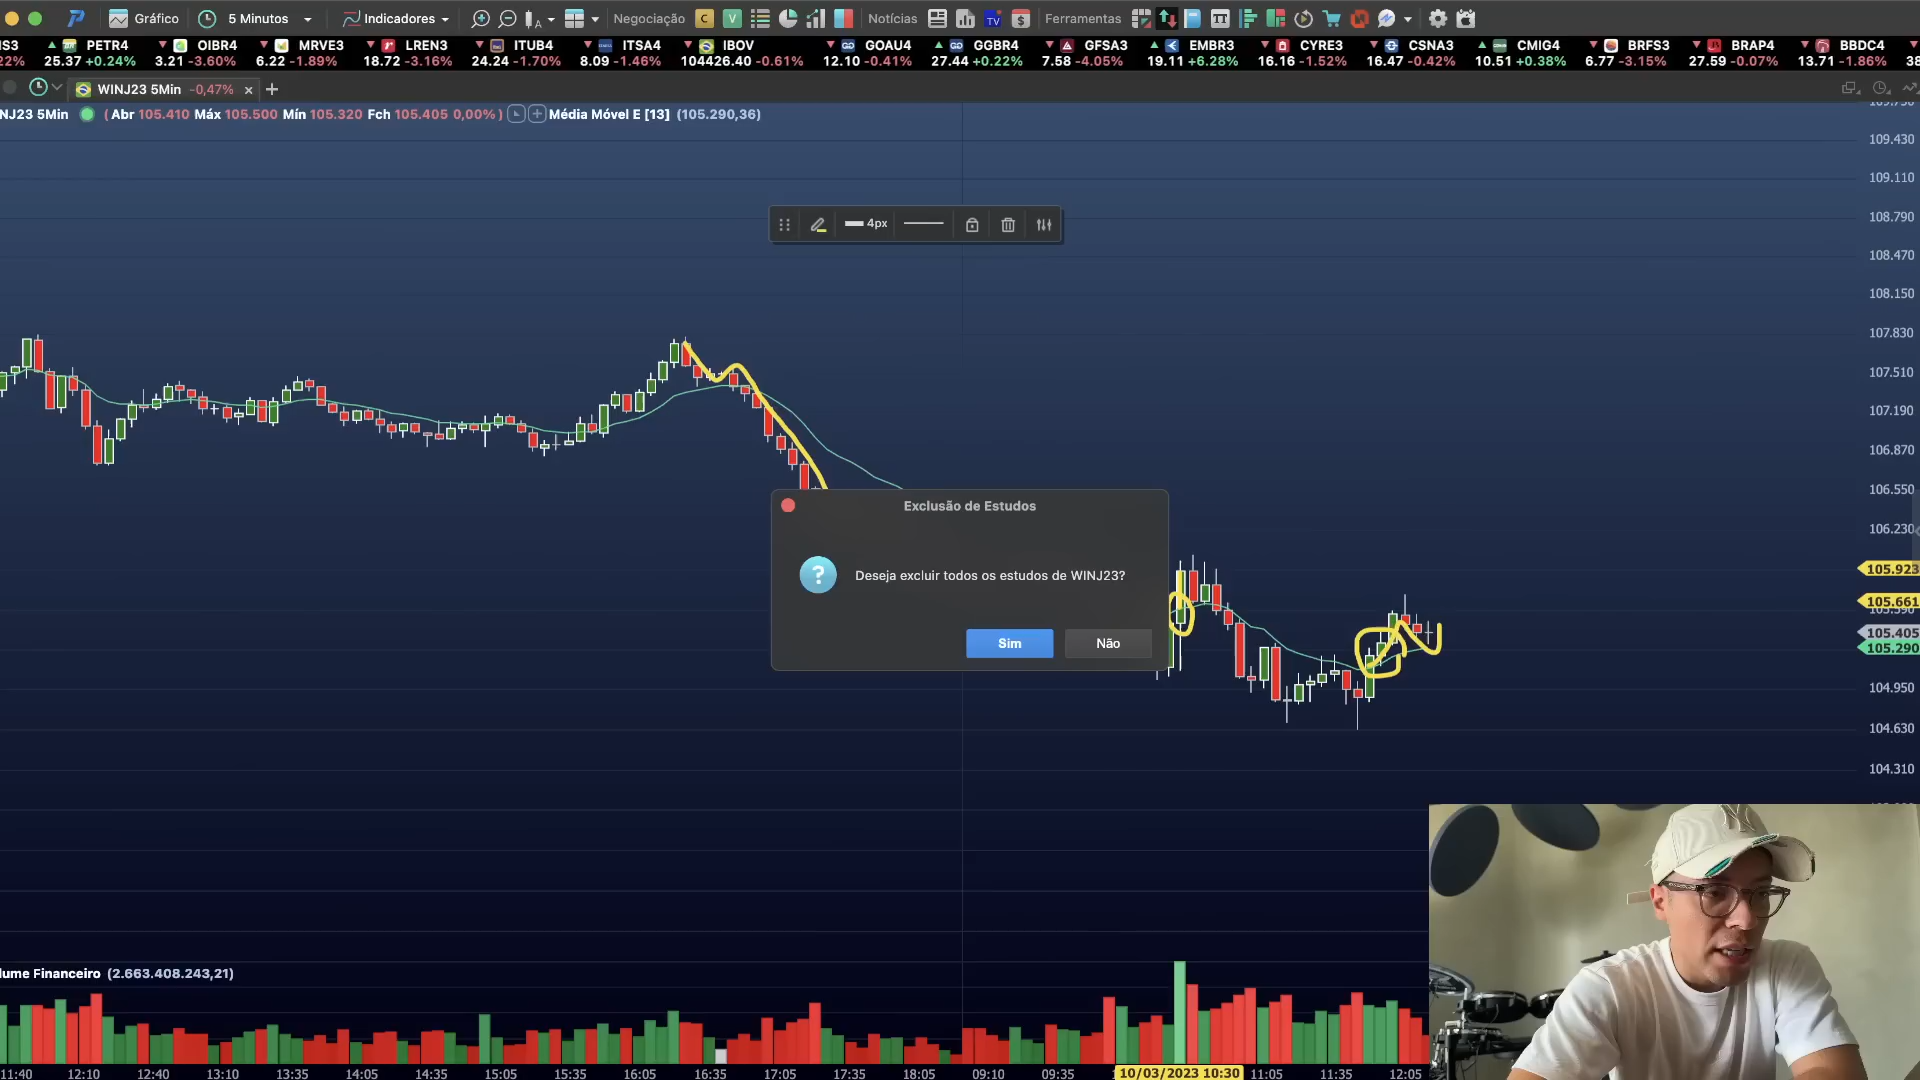 Gráfico 5 Minutos Indicadores Negociação C V Notícias TV $ Ferramentas TT
PETR4 OIBR4 MRVE3 LREN3 ITUB4 ITSA4 IBOV GOAU4 GGBR4 GFSA3 EMBR3 CYRE3 CSNA3 CMIG4 BRFS3 BRAP4 BBDC4
25.37 +0.24% 3.21 -3.60% 6.22 -1.89% 18.72 -3.16% 24.24 -1.70% 8.09 -1.46% 104426.40 -0.61% 12.10 -0.41% 27.44 +0.22% 7.58 -4.05% 19.11 +6.28% 16.16 -1.52% 16.47 -0.42% 10.51 +0.38% 6.77 -3.15% 27.59 -0.07% 13.71 -1.86%
WINJ23 5Min -0,47% × +
NJ23 5Min ( Abr 105.410 Máx 105.500 Mín 105.320 Fch 105.405 0,00% ) Média Móvel E [13] (105.290,36)
109.430
109.110
108.790
108.470
108.150
107.830
107.510
107.190
106.870
106.550
106.230
105.923
105.661
105.405
105.290
104.950
104.630
104.310
4px
Exclusão de Estudos
?
Deseja excluir todos os estudos de WINJ23?
Sim Não
lume Financeiro (2.663.408.243,21)
11:40 12:10 12:40 13:10 13:35 14:05 14:35 15:05 15:35 16:05 16:35 17:05 17:35 18:05 09:10 09:35 10/03/2023 10:30 11:05 11:35 12:05